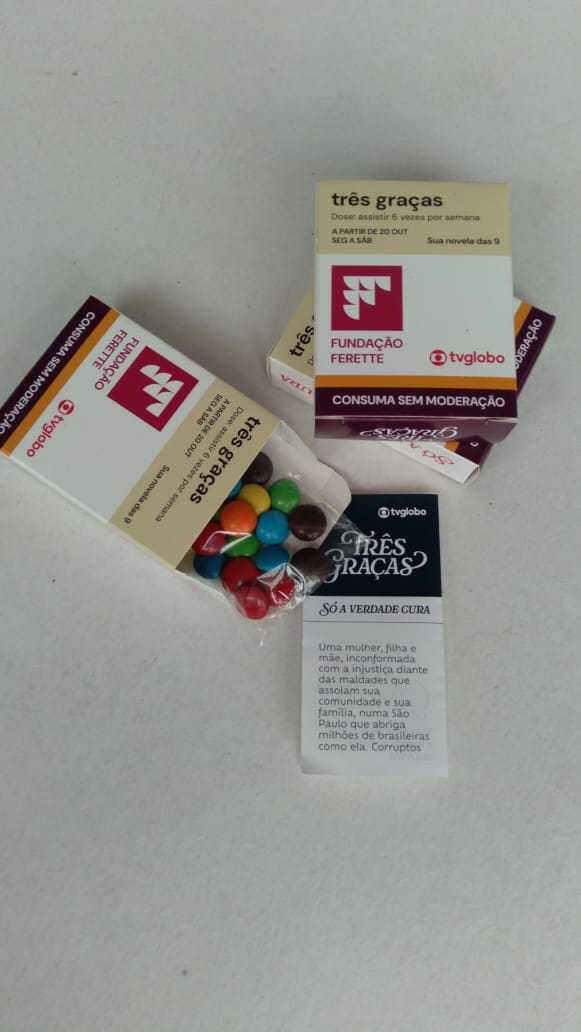 três graças
Dose: assistir 6 vezes por semana
A PARTIR DE 20 OUT
SEG A SÁB
Sua novela das 9
FUNDAÇÃO
FERETTE
tvglobo
CONSUMA SEM MODERAÇÃO
GRAÇAS
três
CONSUMA SEM MODERAÇÃO
FUNDAÇÃO
FERETTE
tvglobo
três graças
Dose: assistir 6 vezes por semana
A PARTIR DE 20 OUT
SEG A SÁB
Sua novela das 9
tvglobo
TRÊS
GRAÇAS
SÓ A VERDADE CURA
Uma mulher, filha e
mãe, inconformada
com a injustiça diante
das maldades que
assolam sua
comunidade e sua
família, numa São
Paulo que abriga
milhões de brasileiras
como ela. Corruptos